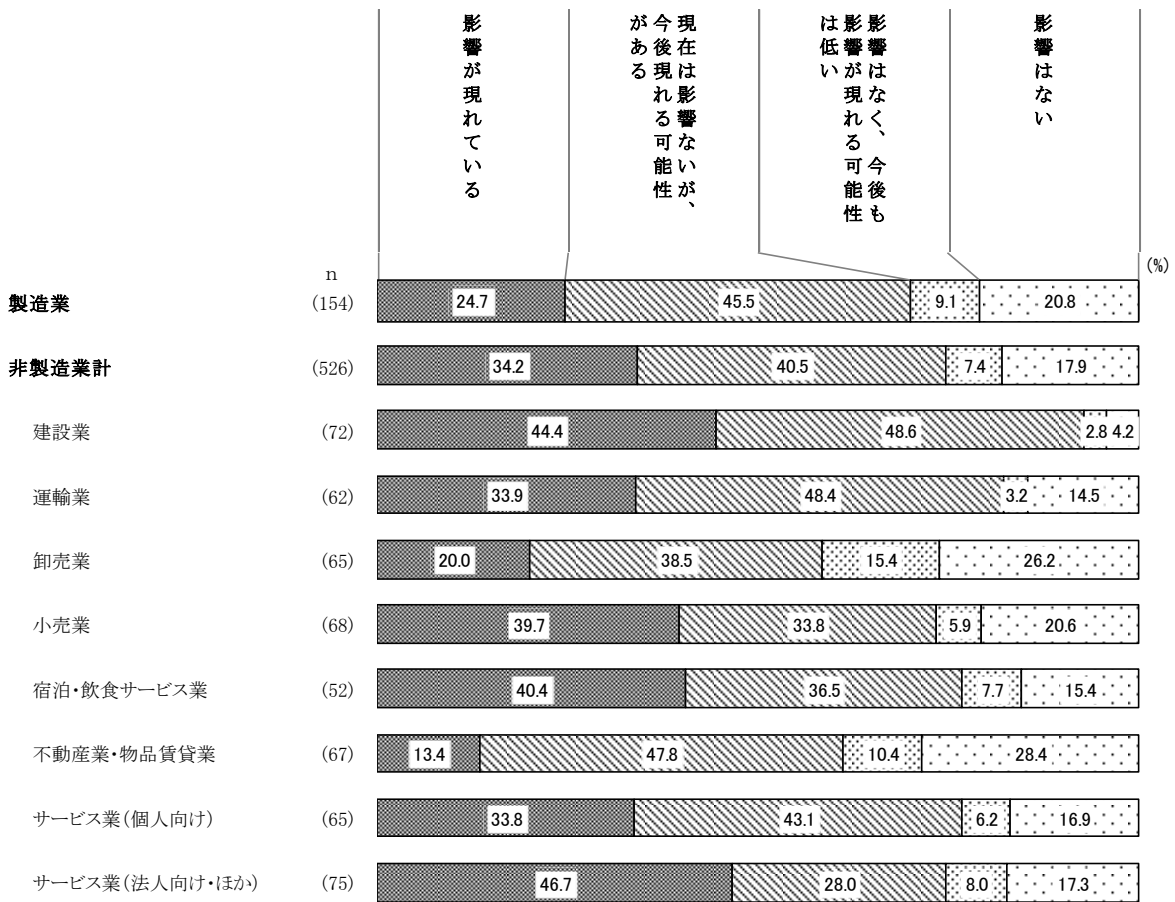 影響が現れている
現在は影響ないが、
今後現れる可能性
がある
影響はなく、今後も
影響が現れる可能性
は低い
影響はない
(%)
n
製造業 (154) 24.7 45.5 9.1 20.8
非製造業計 (526) 34.2 40.5 7.4 17.9
建設業 (72) 44.4 48.6 2.8 4.2
運輸業 (62) 33.9 48.4 3.2 14.5
卸売業 (65) 20.0 38.5 15.4 26.2
小売業 (68) 39.7 33.8 5.9 20.6
宿泊・飲食サービス業 (52) 40.4 36.5 7.7 15.4
不動産業・物品賃貸業 (67) 13.4 47.8 10.4 28.4
サービス業(個人向け) (65) 33.8 43.1 6.2 16.9
サービス業(法人向け・ほか) (75) 46.7 28.0 8.0 17.3